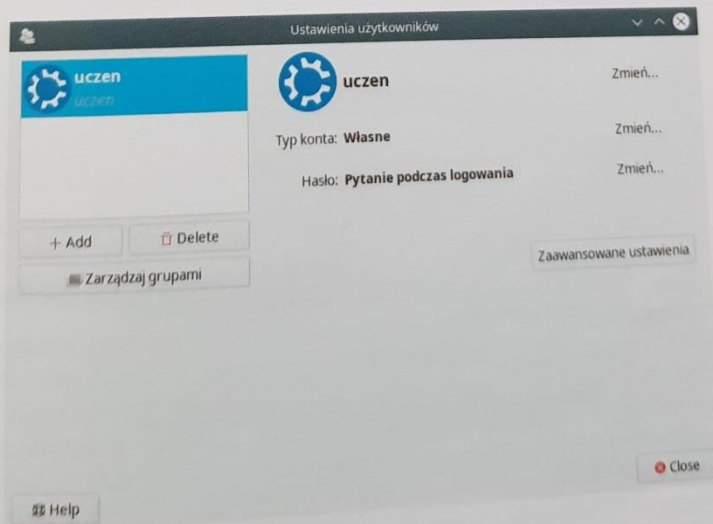 Ustawienia użytkowników
uczen
uczen
+ Add
Delete
Zarządzaj grupami
uczen
Zmień...
Typ konta: Własne
Zmień...
Hasło: Pytanie podczas logowania
Zmień...
Zaawansowane ustawienia
Close
Help